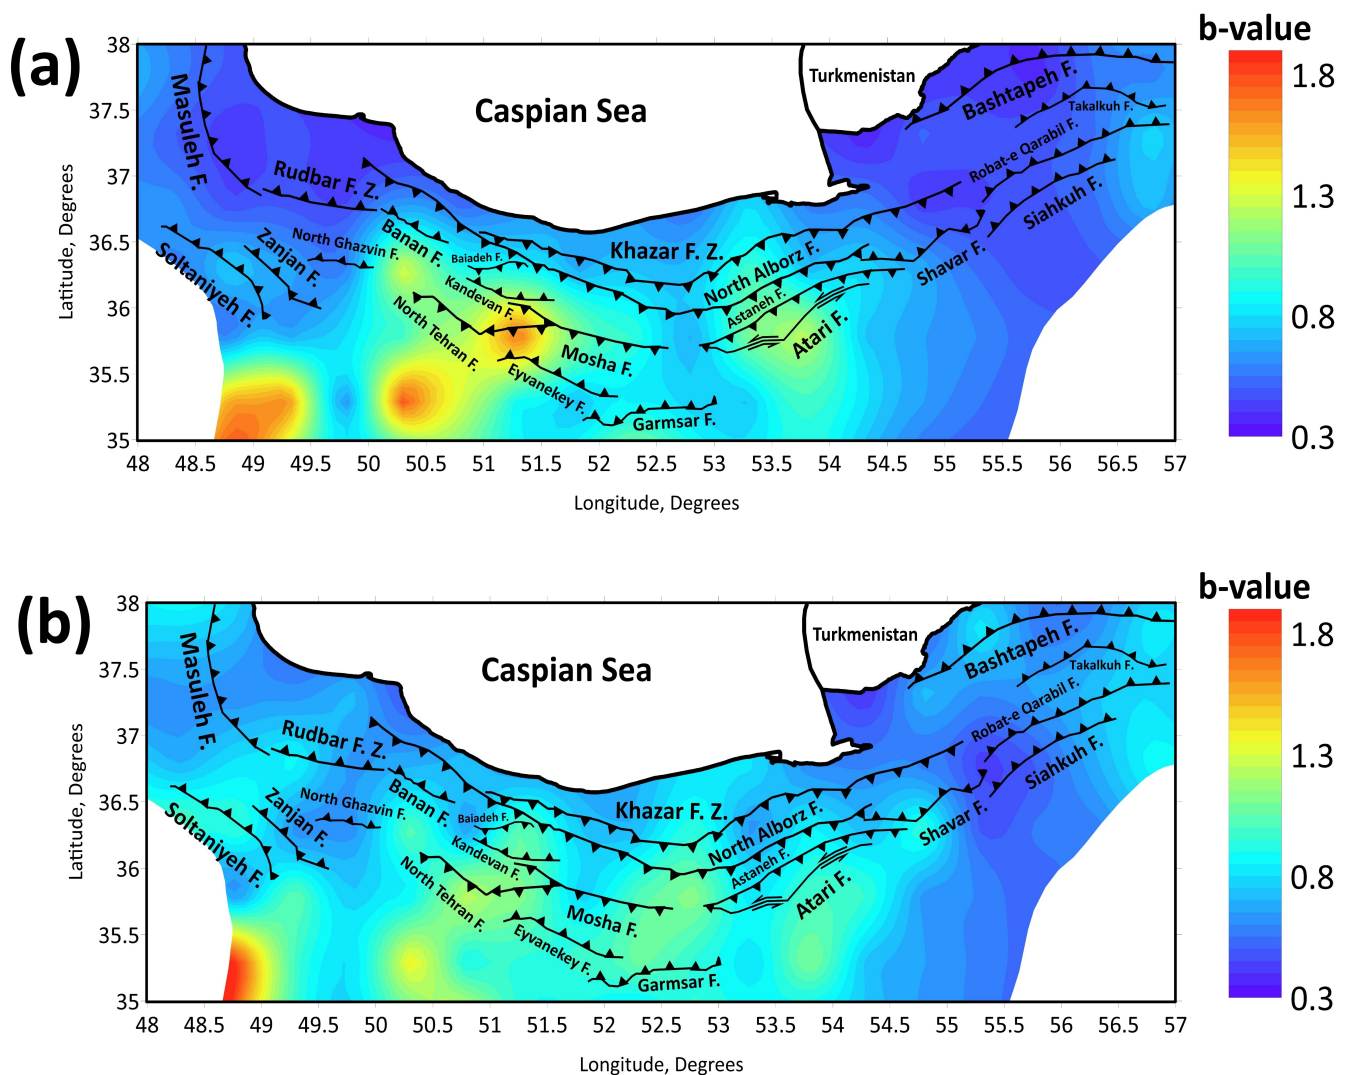 (a)
b-value
1.8
1.3
0.8
0.3
38
37.5
37
36.5
36
35.5
35
Latitude, Degrees
Caspian Sea
Turkmenistan
Masuleh F.
Rudbar F. Z.
Bashtapeh F.
Takalkuh F.
Robat-e Qarabil F.
Siahkuh F.
Shavar F.
Soltaniyeh F.
Zanjan F.
North Ghazvin F.
Banan F.
Baiadeh F.
Kandevan F.
Khazar F. Z.
North Alborz F.
Astaneh F.
Atari F.
North Tehran F.
Mosha F.
Eyvanekey F.
Garmsar F.
48 48.5 49 49.5 50 50.5 51 51.5 52 52.5 53 53.5 54 54.5 55 55.5 56 56.5 57
Longitude, Degrees
(b)
b-value
1.8
1.3
0.8
0.3
38
37.5
37
36.5
36
35.5
35
Latitude, Degrees
Caspian Sea
Turkmenistan
Masuleh F.
Rudbar F. Z.
Bashtapeh F.
Takalkuh F.
Robat-e Qarabil F.
Siahkuh F.
Shavar F.
Soltaniyeh F.
Zanjan F.
North Ghazvin F.
Banan F.
Baiadeh F.
Kandevan F.
Khazar F. Z.
North Alborz F.
Astaneh F.
Atari F.
North Tehran F.
Mosha F.
Eyvanekey F.
Garmsar F.
48 48.5 49 49.5 50 50.5 51 51.5 52 52.5 53 53.5 54 54.5 55 55.5 56 56.5 57
Longitude, Degrees